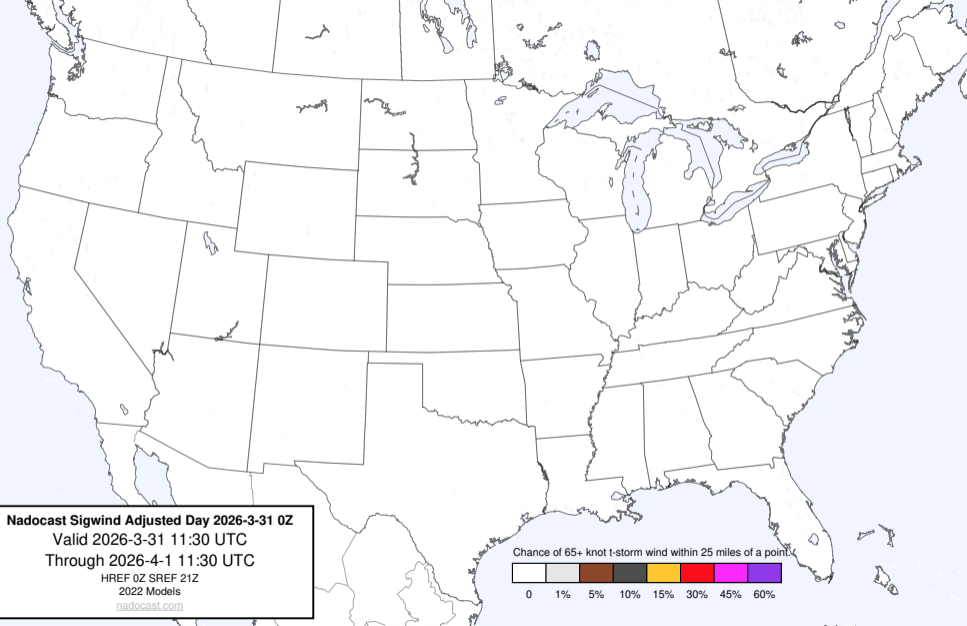 Nadocast Sigwind Adjusted Day 2026-3-31 0Z
Valid 2026-3-31 11:30 UTC
Through 2026-4-1 11:30 UTC
HREF 0Z SREF 21Z
2022 Models
nadocast.com
Chance of 65+ knot t-storm wind within 25 miles of a point.
0 1% 5% 10% 15% 30% 45% 60%